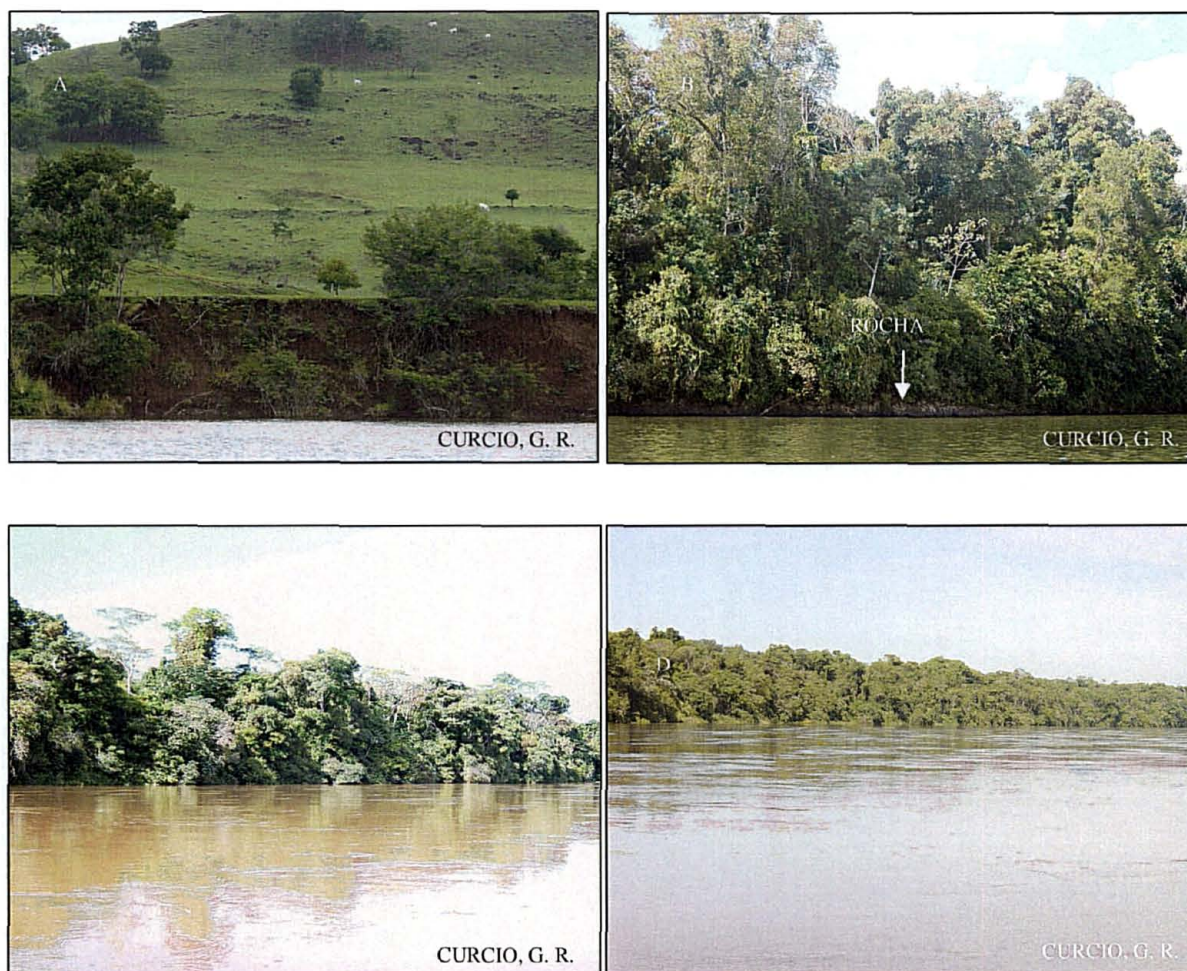 A
B
ROCHA
CURCIO, G. R.
CURCIO, G. R.
D
CURCIO, G. R.
CURCIO, G. R.